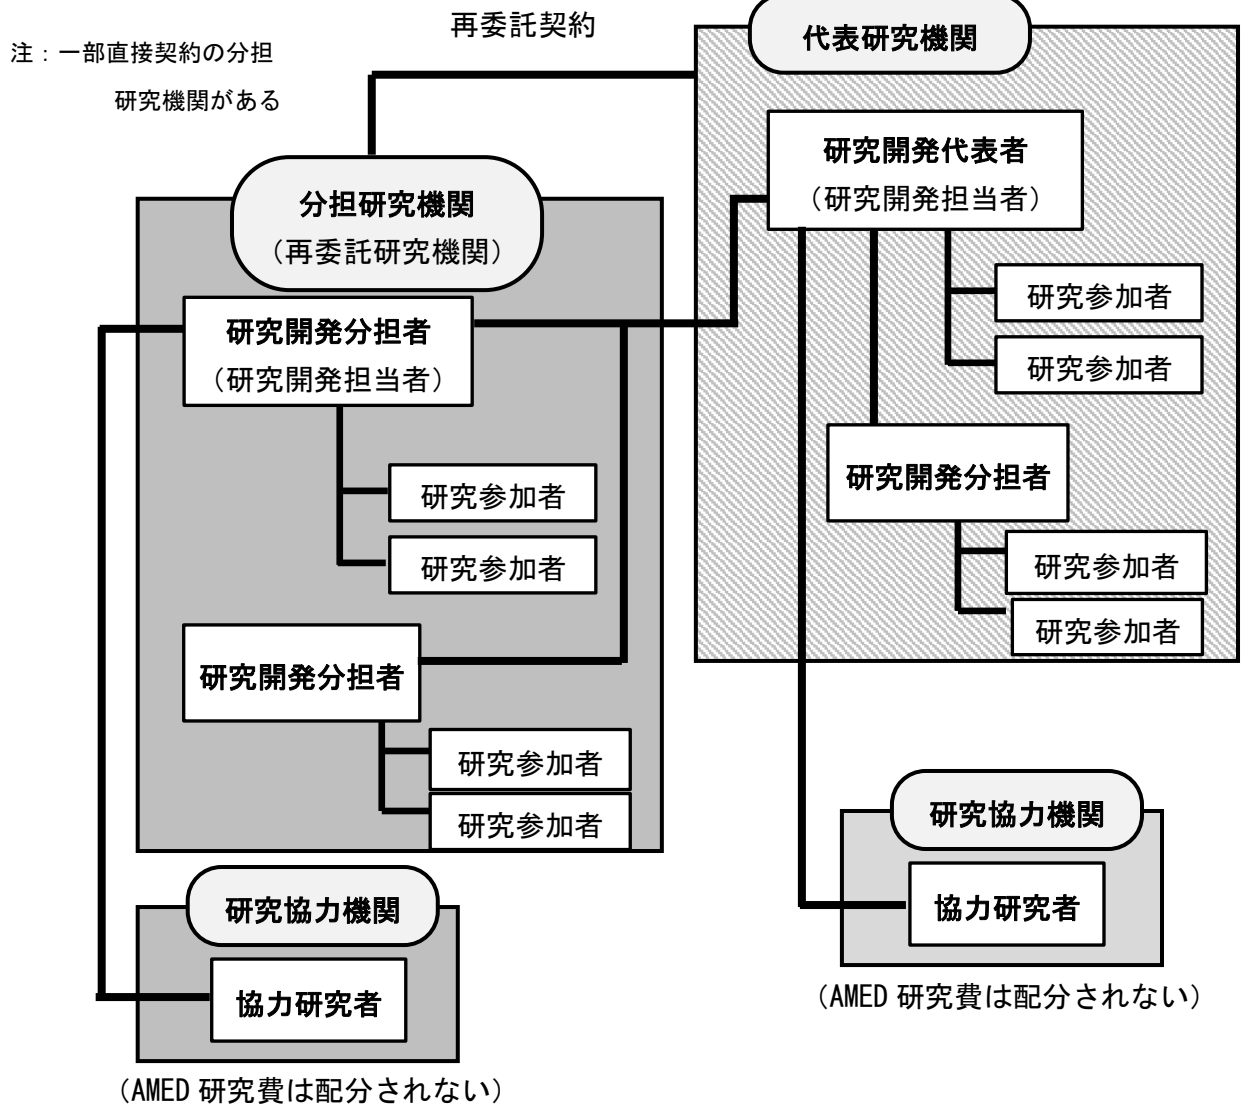 再委託契約
注：一部直接契約の分担
研究機関がある
代表研究機関
研究開発代表者
（研究開発担当者）
研究参加者
研究参加者
研究開発分担者
研究参加者
研究参加者
分担研究機関
（再委託研究機関）
研究開発分担者
（研究開発担当者）
研究参加者
研究参加者
研究開発分担者
研究参加者
研究参加者
研究協力機関
協力研究者
（AMED 研究費は配分されない）
研究協力機関
協力研究者
（AMED 研究費は配分されない）